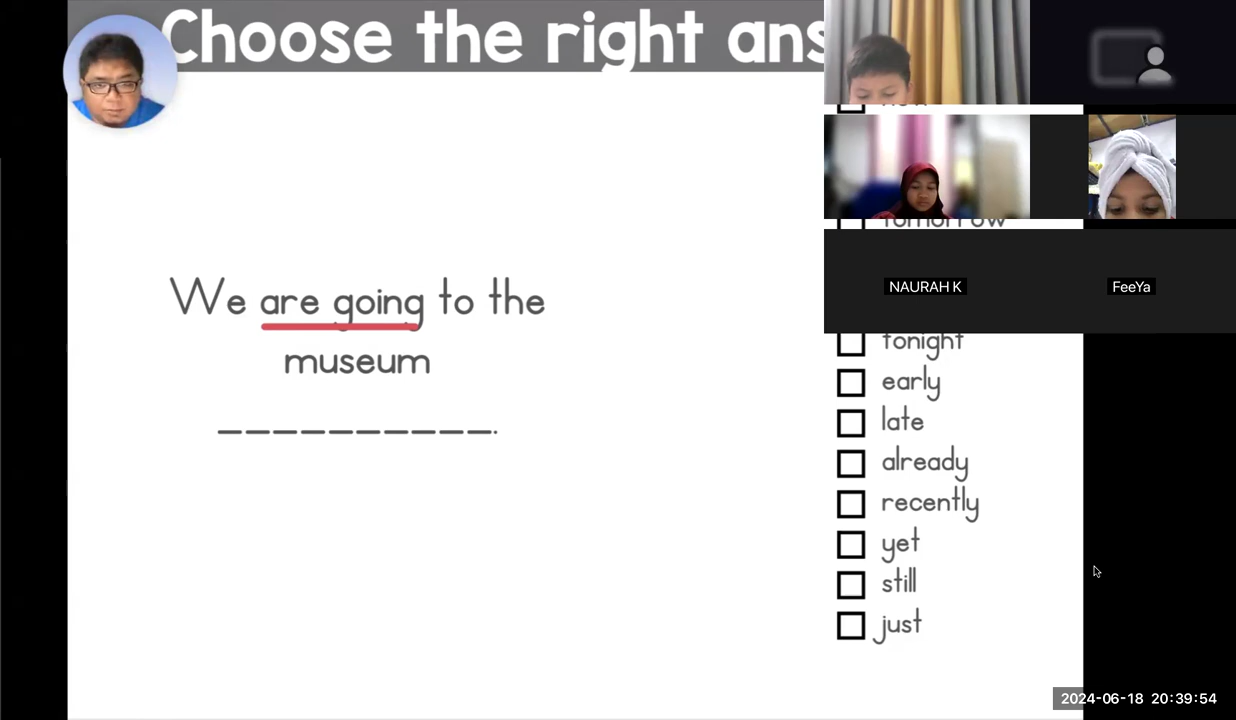 Choose the right
We are going to the
museum
__________.
tomorrow
NAURAH K
FeeYa
tonight
early
late
already
recently
yet
still
just
2024-06-18 20:39:54